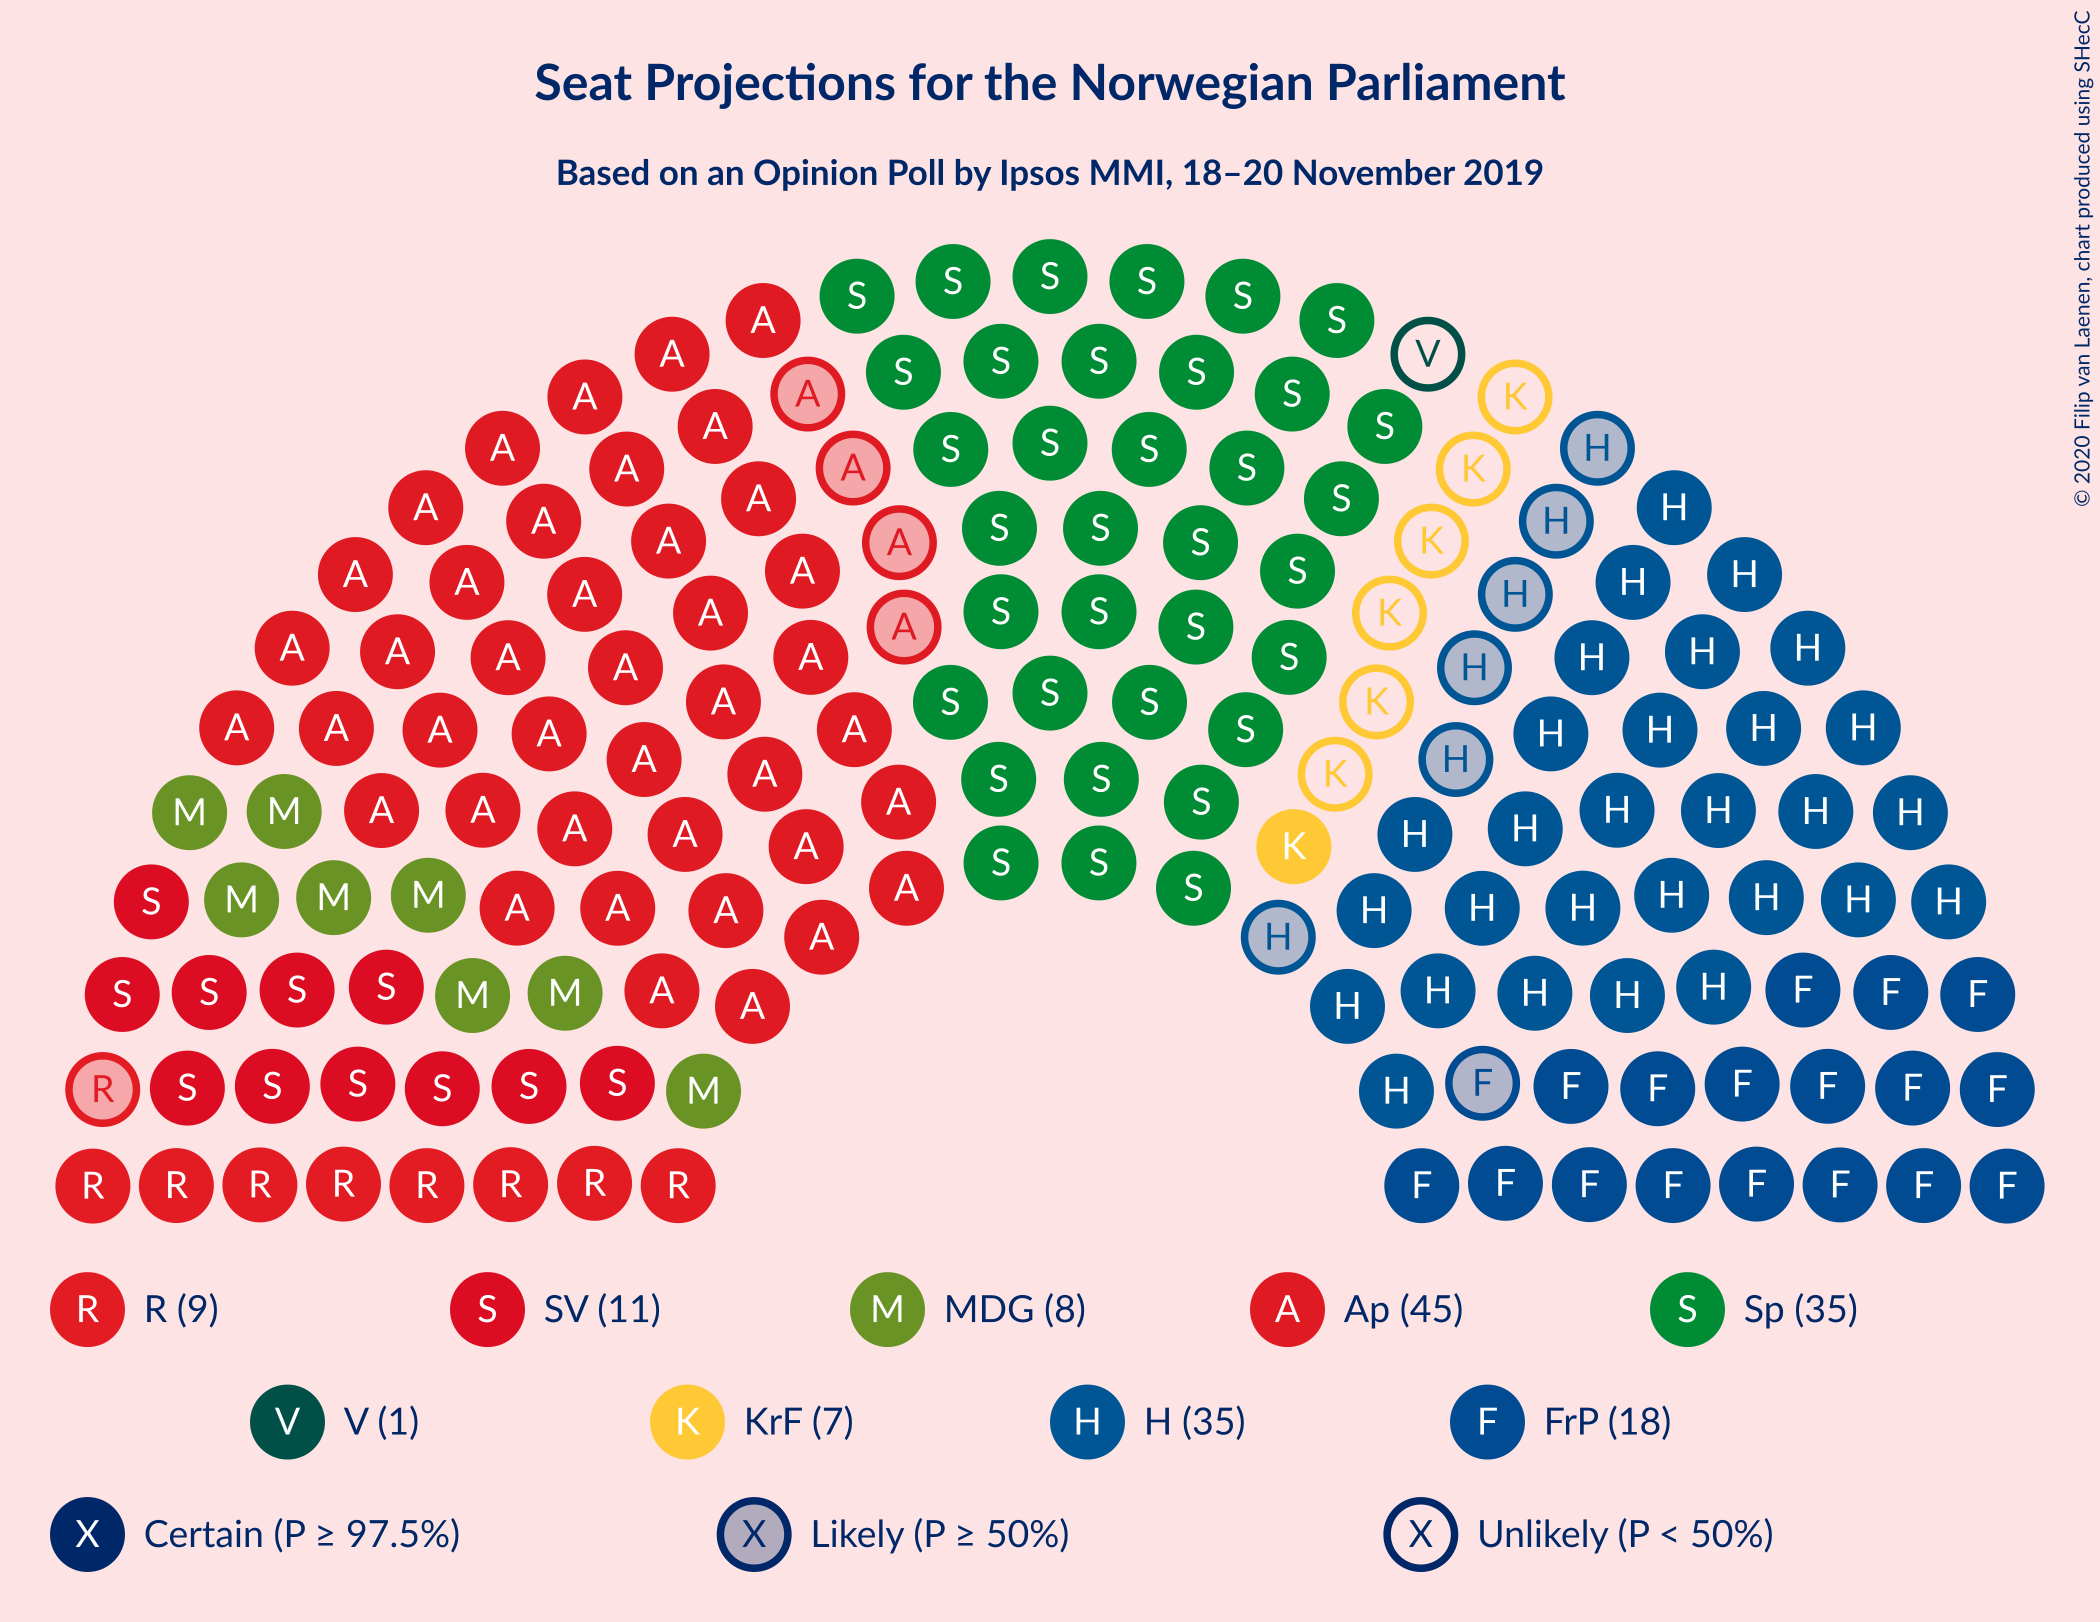 Seat Projections for the Norwegian Parliament
Based on an Opinion Poll by Ipsos MMI, 18–20 November 2019
© 2020 Filip van Laenen, chart produced using SHecC
S S S S S S
A S S S S S S V K
A A S S S S S K H
A A A S S S S S K H H
A A A A S S S S S K H H H
A A A A A S S S S K H H H H
A A A A A S S S K H H H H
A A A A A S S S K H H H H
M M A A A A A A S S S H H H H H H H
S M M M A A A A H H H H H H H H
S S S S M M A A H H H H H F F F
R S S S S S S M H F F F F F F F
R R R R R R R R F F F F F F F F
R R (9) S SV (11) M MDG (8) A Ap (45) S Sp (35)
V V (1) K KrF (7) H H (35) F FrP (18)
X Certain (P ≥ 97.5%) X Likely (P ≥ 50%) X Unlikely (P < 50%)